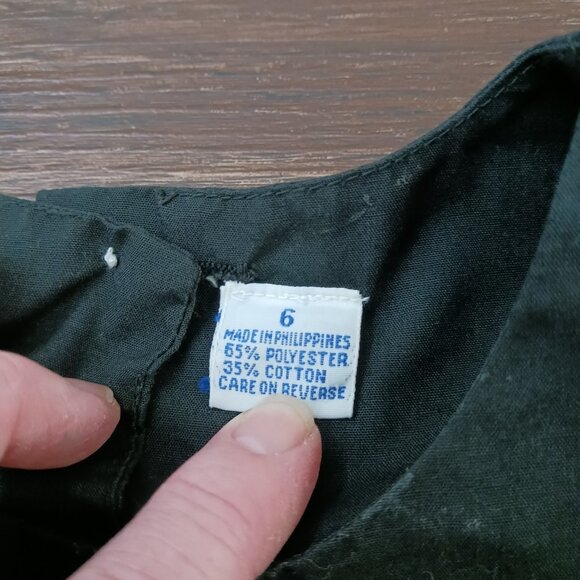 6
MADE IN PHILIPPINES
65% POLYESTER
35% COTTON
CARE ON REVERSE